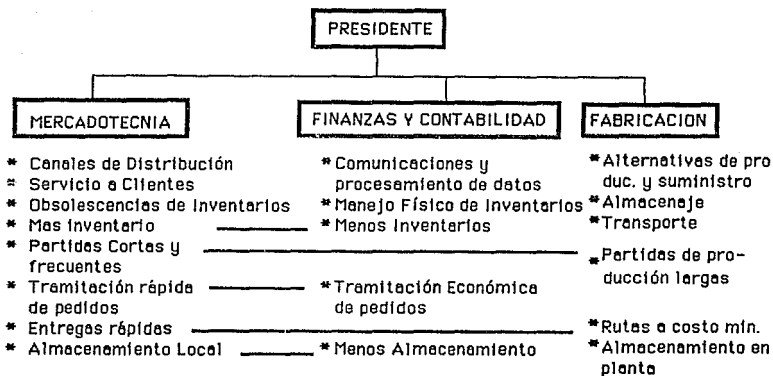 PRESIDENTE
MERCADOTECNIA
* Canales de Distribución
* Servicio a Clientes
* Obsolescencias de Inventarios
* Mas inventario
* Partidas Cortas y
frecuentes
* Tramitación rápida
de pedidos
* Entregas rápidas
* Almacenamiento Local
FINANZAS Y CONTABILIDAD
* Comunicaciones y
procesamiento de datos
* Manejo Físico de Inventarios
* Menos Inventarios
* Tramitación Económica
de pedidos
* Menos Almacenamiento
FABRICACION
* Alternativas de pro
duc. y suministro
* Almacenaje
* Transporte
* Partidas de pro-
ducción largas
* Rutas a costo mín.
* Almacenamiento en
planta